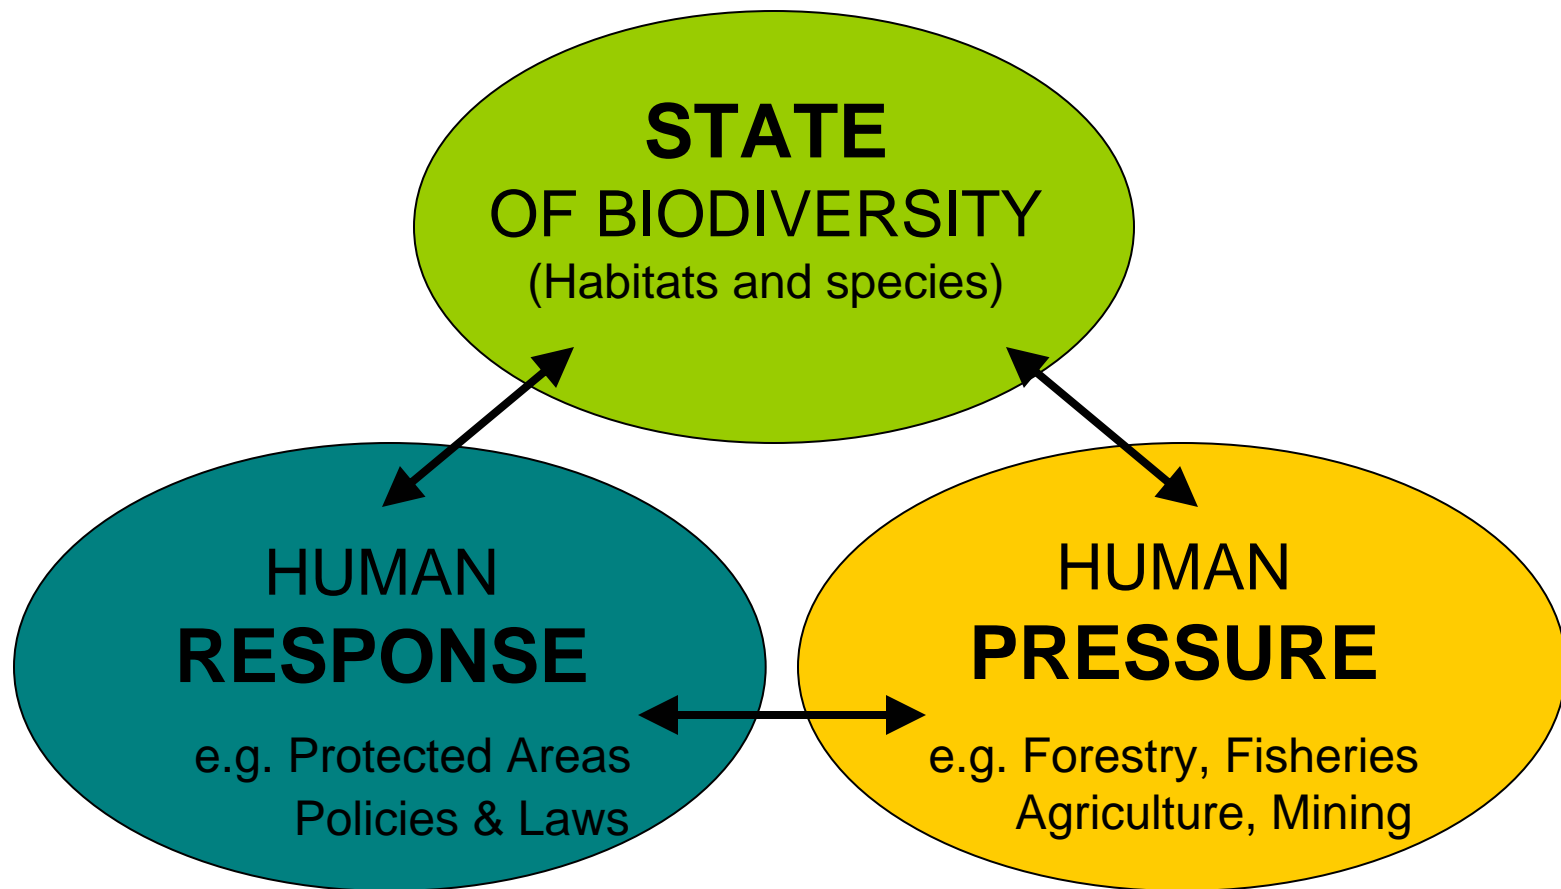 STATE
OF BIODIVERSITY
(Habitats and species)
HUMAN
RESPONSE
e.g. Protected Areas
Policies & Laws
HUMAN
PRESSURE
e.g. Forestry, Fisheries
Agriculture, Mining